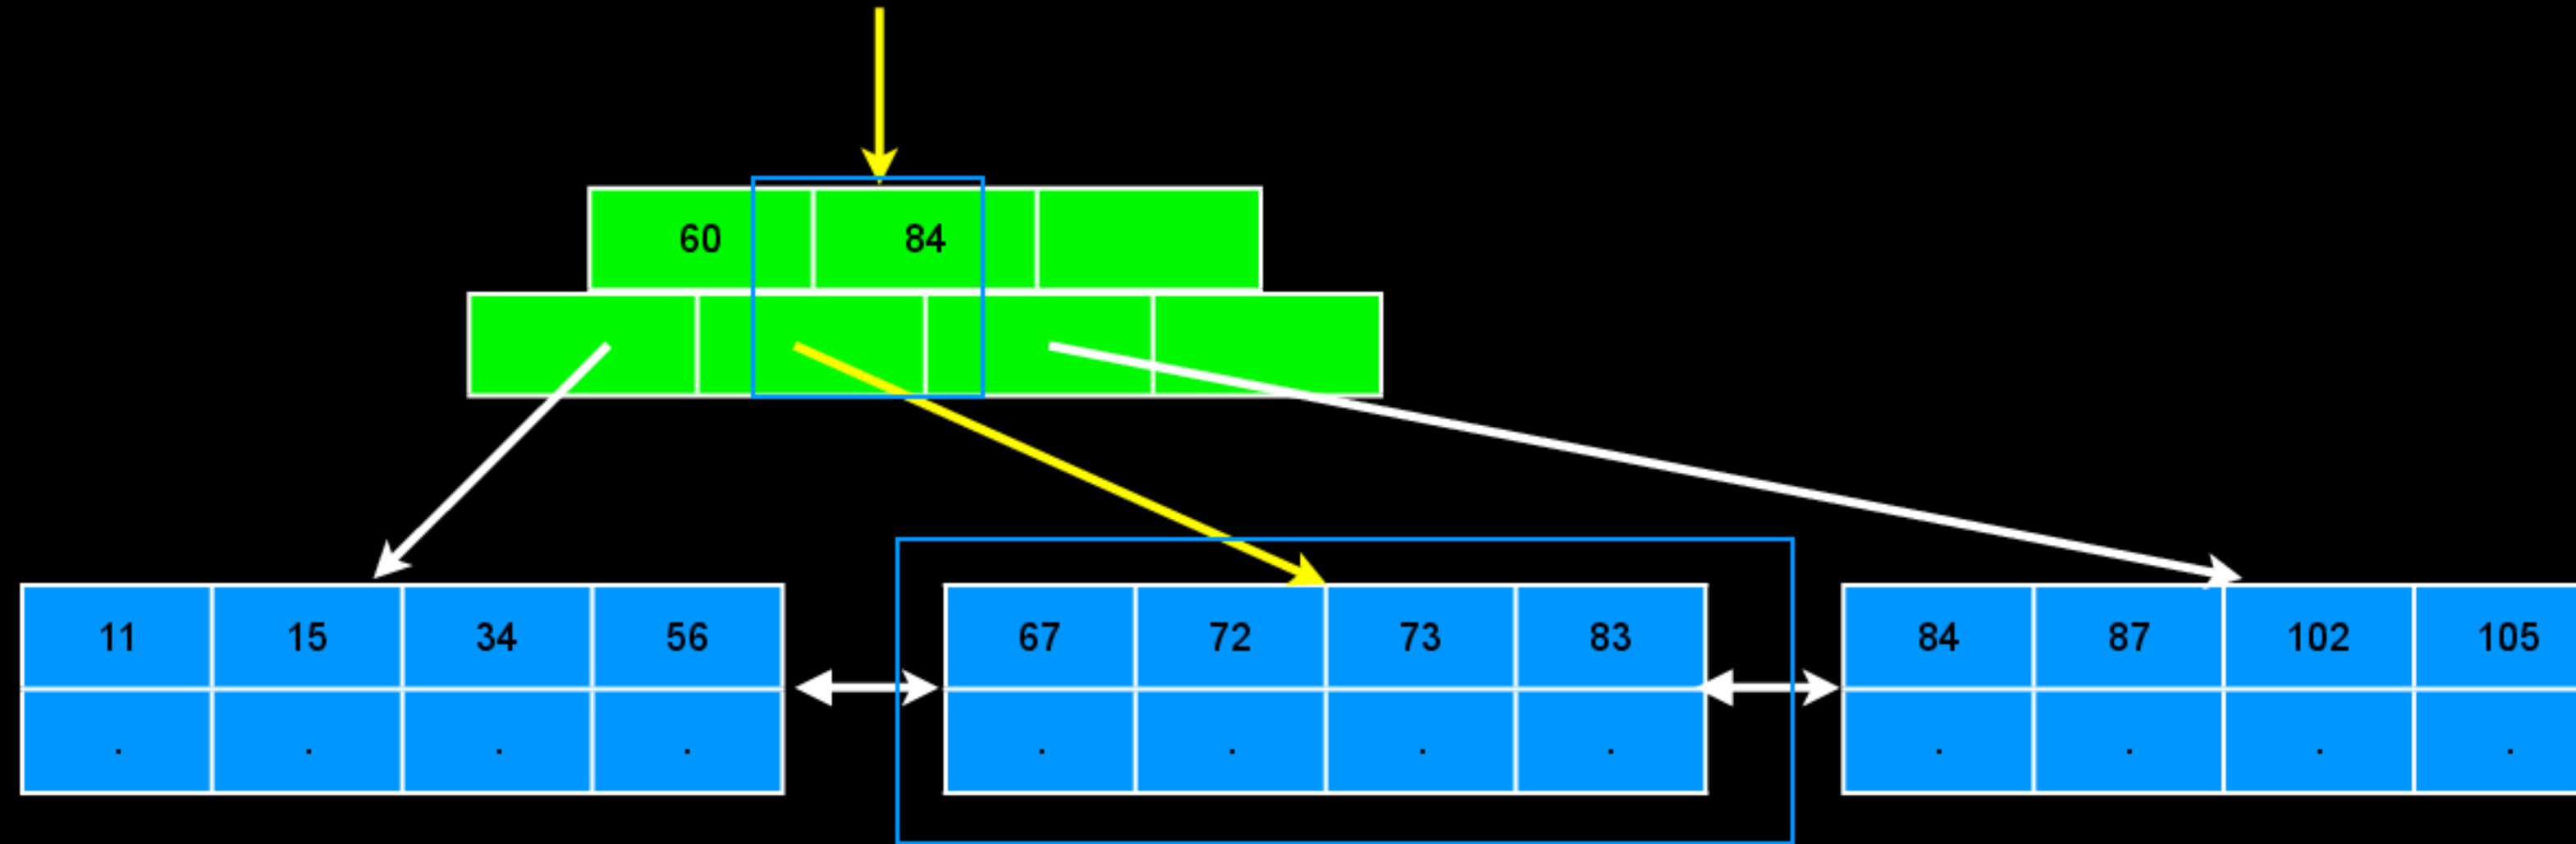 60 84
11 15 34 56 67 72 73 83 84 87 102 105
. . . . . . . . . . . .